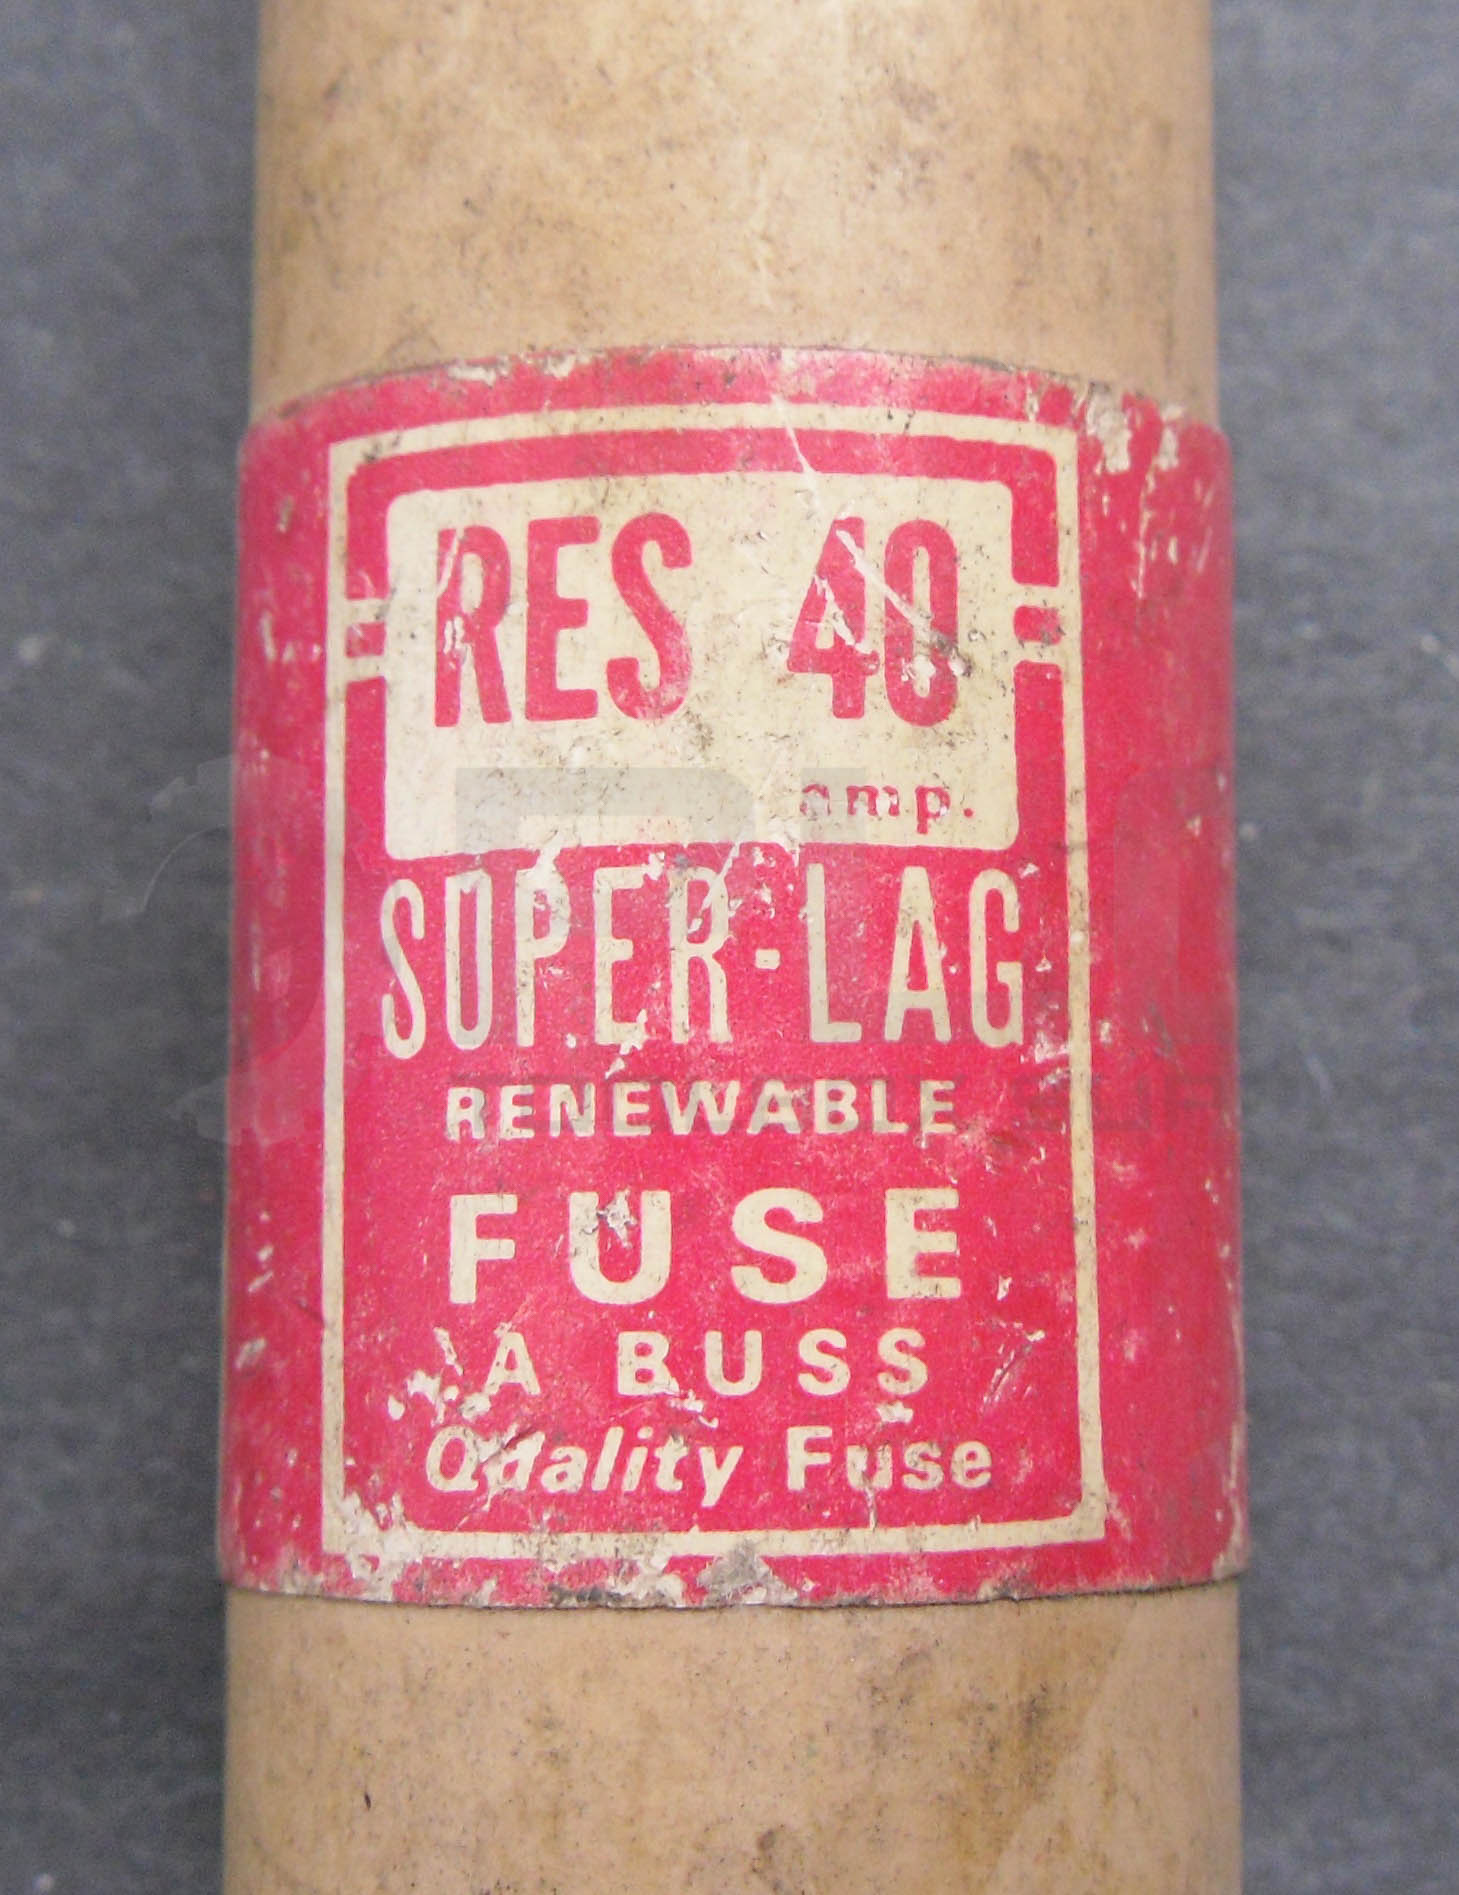 RES 40
amp.
SUPER-LAG
RENEWABLE
FUSE
A BUSS
Quality Fuse